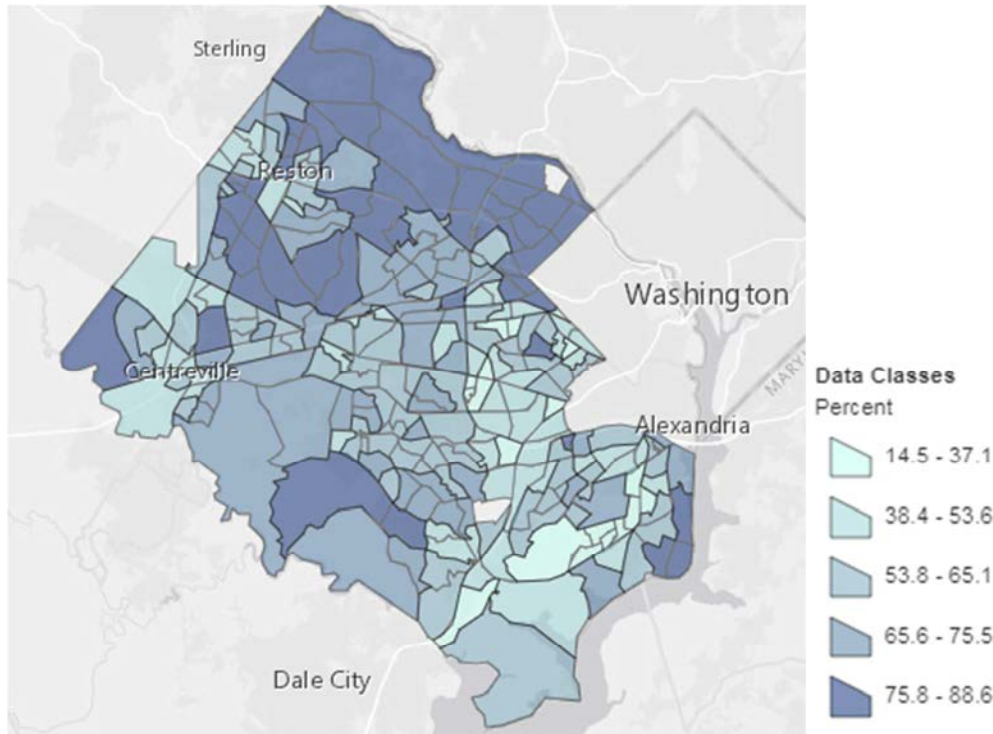 Sterling
Reston
Washington
Centreville
Alexandria
Dale City
Data Classes
Percent
14.5 - 37.1
38.4 - 53.6
53.8 - 65.1
65.6 - 75.5
75.8 - 88.6